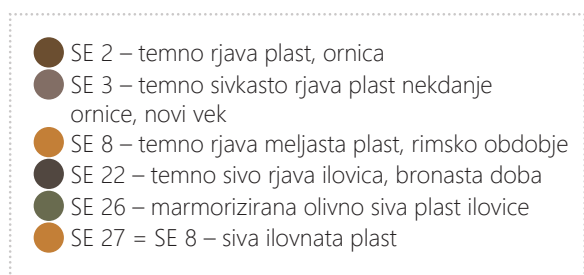 SE 2 – temno rjava plast, ornica
SE 3 – temno sivkasto rjava plast nekdanje
ornice, novi vek
SE 8 – temno rjava meljasta plast, rimsko obdobje
SE 22 – temno sivo rjava ilovica, bronasta doba
SE 26 – marmorizirana olivno siva plast ilovice
SE 27 = SE 8 – siva ilovnata plast